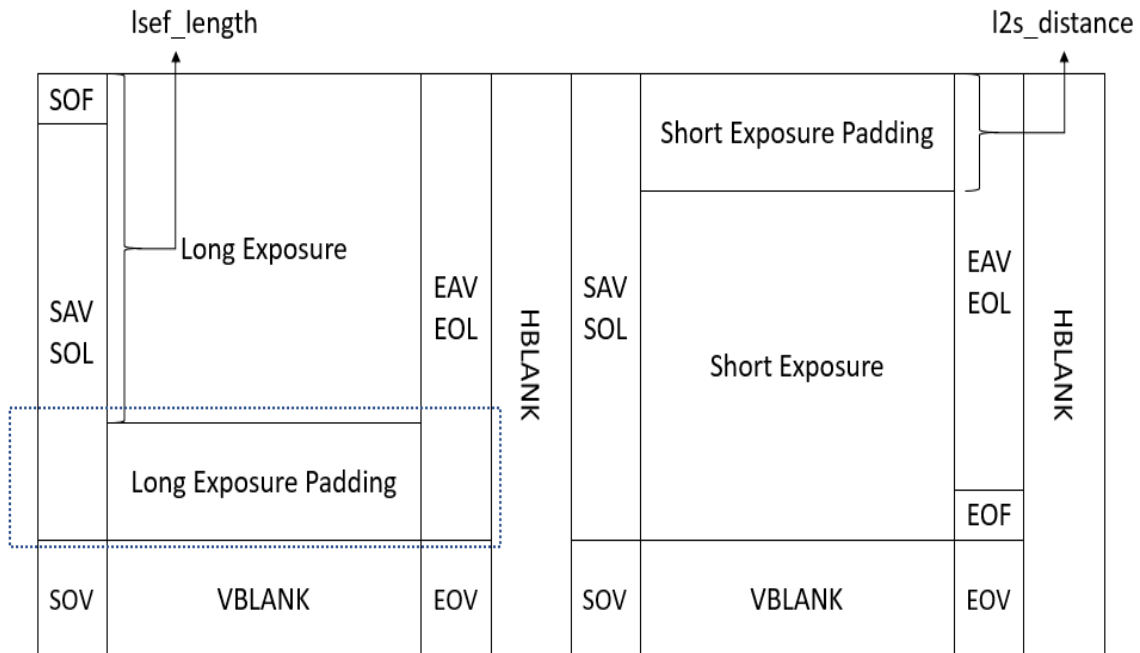 lsef_length
l2s_distance
SOF
Short Exposure Padding
Long Exposure
SAV
SOL
EAV
EOL
HBLANK
SAV
SOL
EAV
EOL
HBLANK
Short Exposure
Long Exposure Padding
EOF
SOV
VBLANK
EOV
SOV
VBLANK
EOV